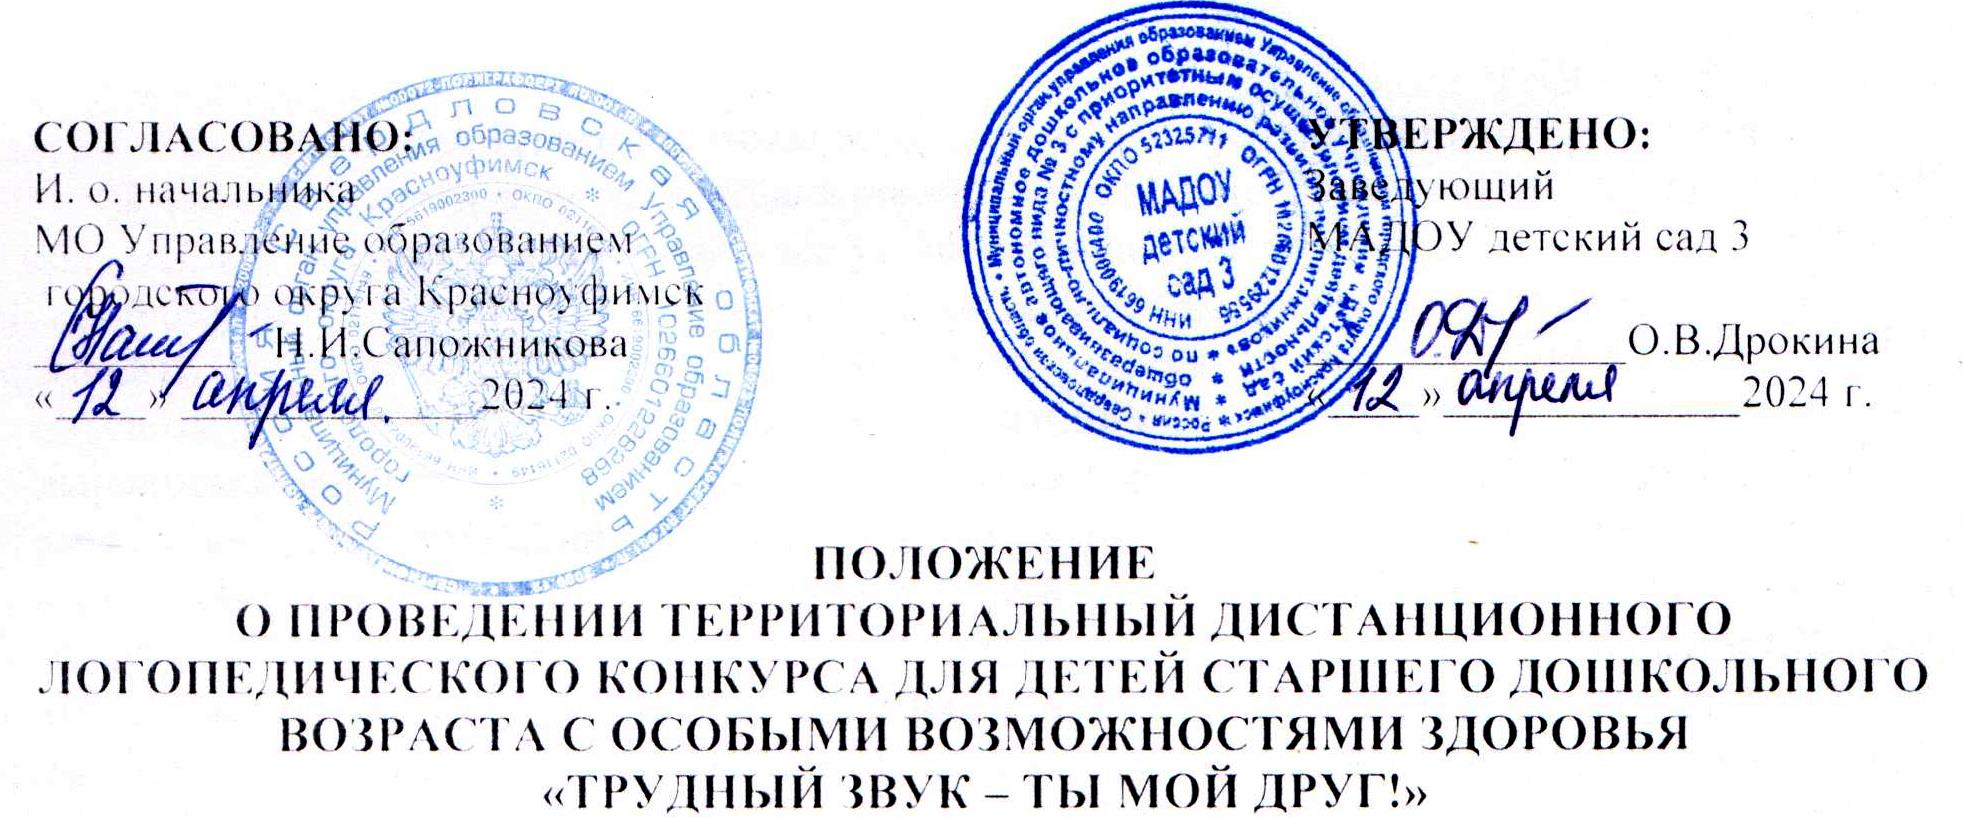 СОГЛАСОВАНО:
И. о. начальника
МО Управление образованием
городского округа Красноуфимск
Н.И.Сапожникова
«12» апреля. 2024 г.
УТВЕРЖДЕНО:
Заведующий
МАДОУ детский сад 3
О.В.Дрокина
«12» апреля 2024 г.
МАДОУ
детский
сад 3
ОКПО 52325711
ПОЛОЖЕНИЕ
О ПРОВЕДЕНИИ ТЕРРИТОРИАЛЬНЫЙ ДИСТАНЦИОННОГО
ЛОГОПЕДИЧЕСКОГО КОНКУРСА ДЛЯ ДЕТЕЙ СТАРШЕГО ДОШКОЛЬНОГО
ВОЗРАСТА С ОСОБЫМИ ВОЗМОЖНОСТЯМИ ЗДОРОВЬЯ
«ТРУДНЫЙ ЗВУК – ТЫ МОЙ ДРУГ!»